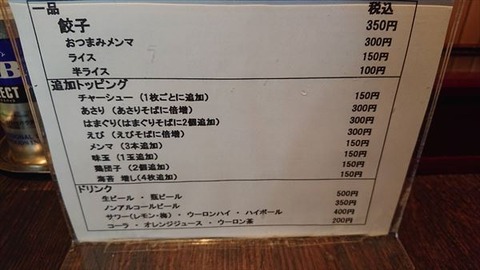 一品 税込
餃子 350円
おつまみメンマ 300円
ライス 150円
半ライス 100円
追加トッピング
チャーシュー(1枚ごとに追加) 150円
あさり(あさりそばに倍増) 300円
はまぐり(はまぐりそばに2個追加) 300円
えび(えびそばに倍増) 300円
メンマ(3本追加) 150円
味玉(1玉追加) 150円
鶏団子(2個追加) 150円
海苔 増し(4枚追加) 150円
ドリンク
生ビール・瓶ビール 500円
ノンアルコールビール 350円
サワー(レモン・梅)・ウーロンハイ・ハイボール 400円
コーラ・オレンジジュース・ウーロン茶 200円